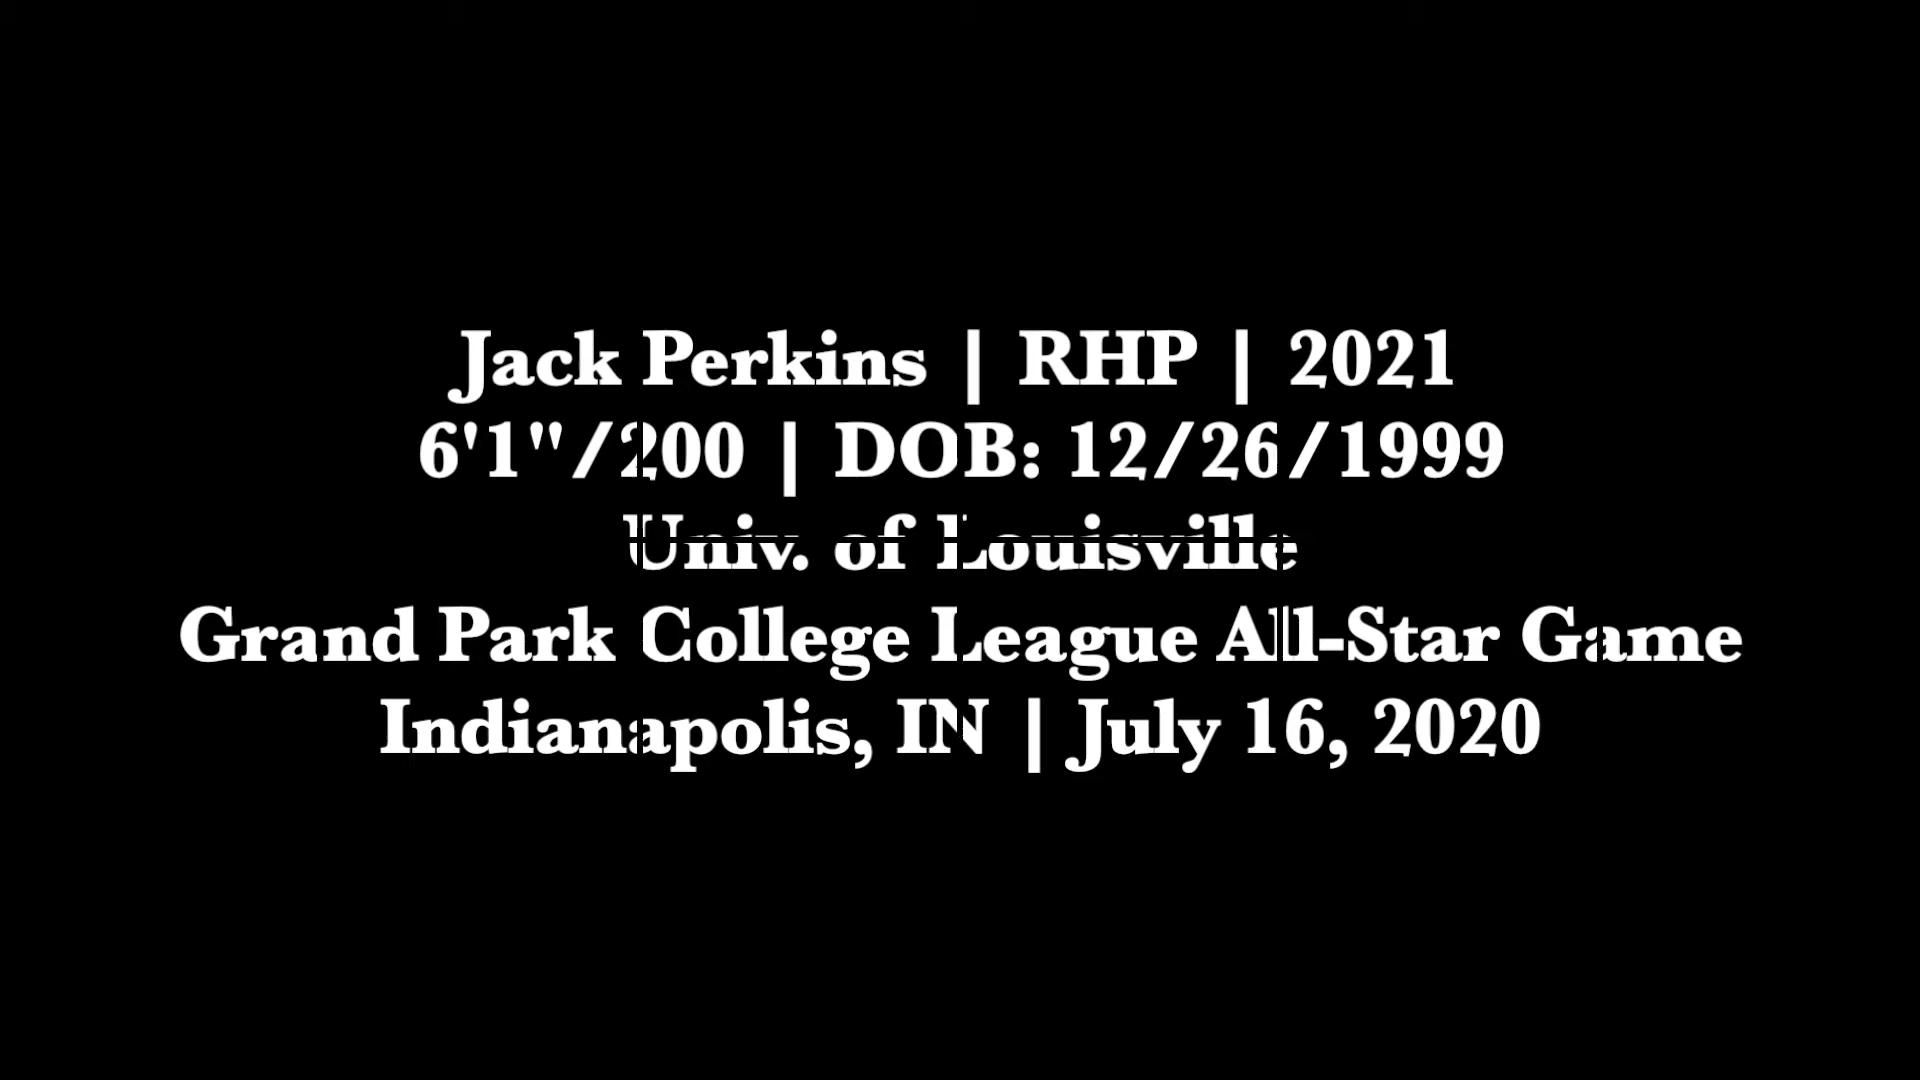 Jack Perkins | RHP | 2021
6'1"/200 | DOB: 12/26/1999
Univ. of Louisville
Grand Park College League All-Star Game
Indianapolis, IN | July 16, 2020